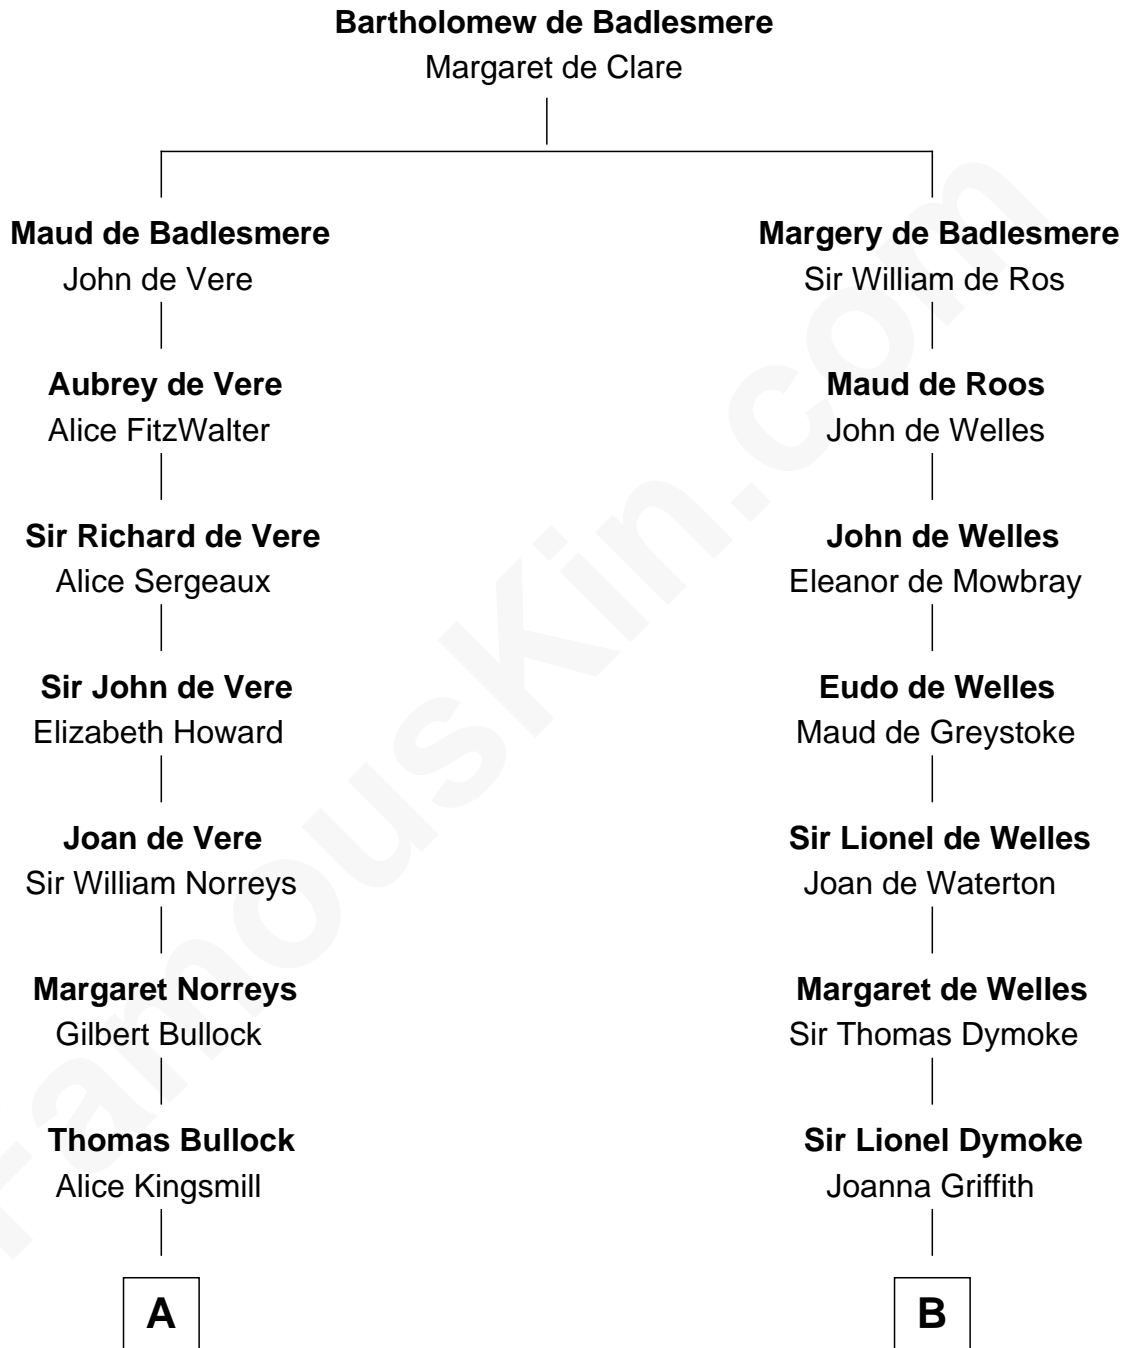 Bartholomew de Badlesmere
Margaret de Clare
Maud de Badlesmere
John de Vere
Aubrey de Vere
Alice FitzWalter
Sir Richard de Vere
Alice Sergeaux
Sir John de Vere
Elizabeth Howard
Joan de Vere
Sir William Norreys
Margaret Norreys
Gilbert Bullock
Thomas Bullock
Alice Kingsmill
A
Margery de Badlesmere
Sir William de Ros
Maud de Roos
John de Welles
John de Welles
Eleanor de Mowbray
Eudo de Welles
Maud de Greystoke
Sir Lionel de Welles
Joan de Waterton
Margaret de Welles
Sir Thomas Dymoke
Sir Lionel Dymoke
Joanna Griffith
B
FamousKin.com